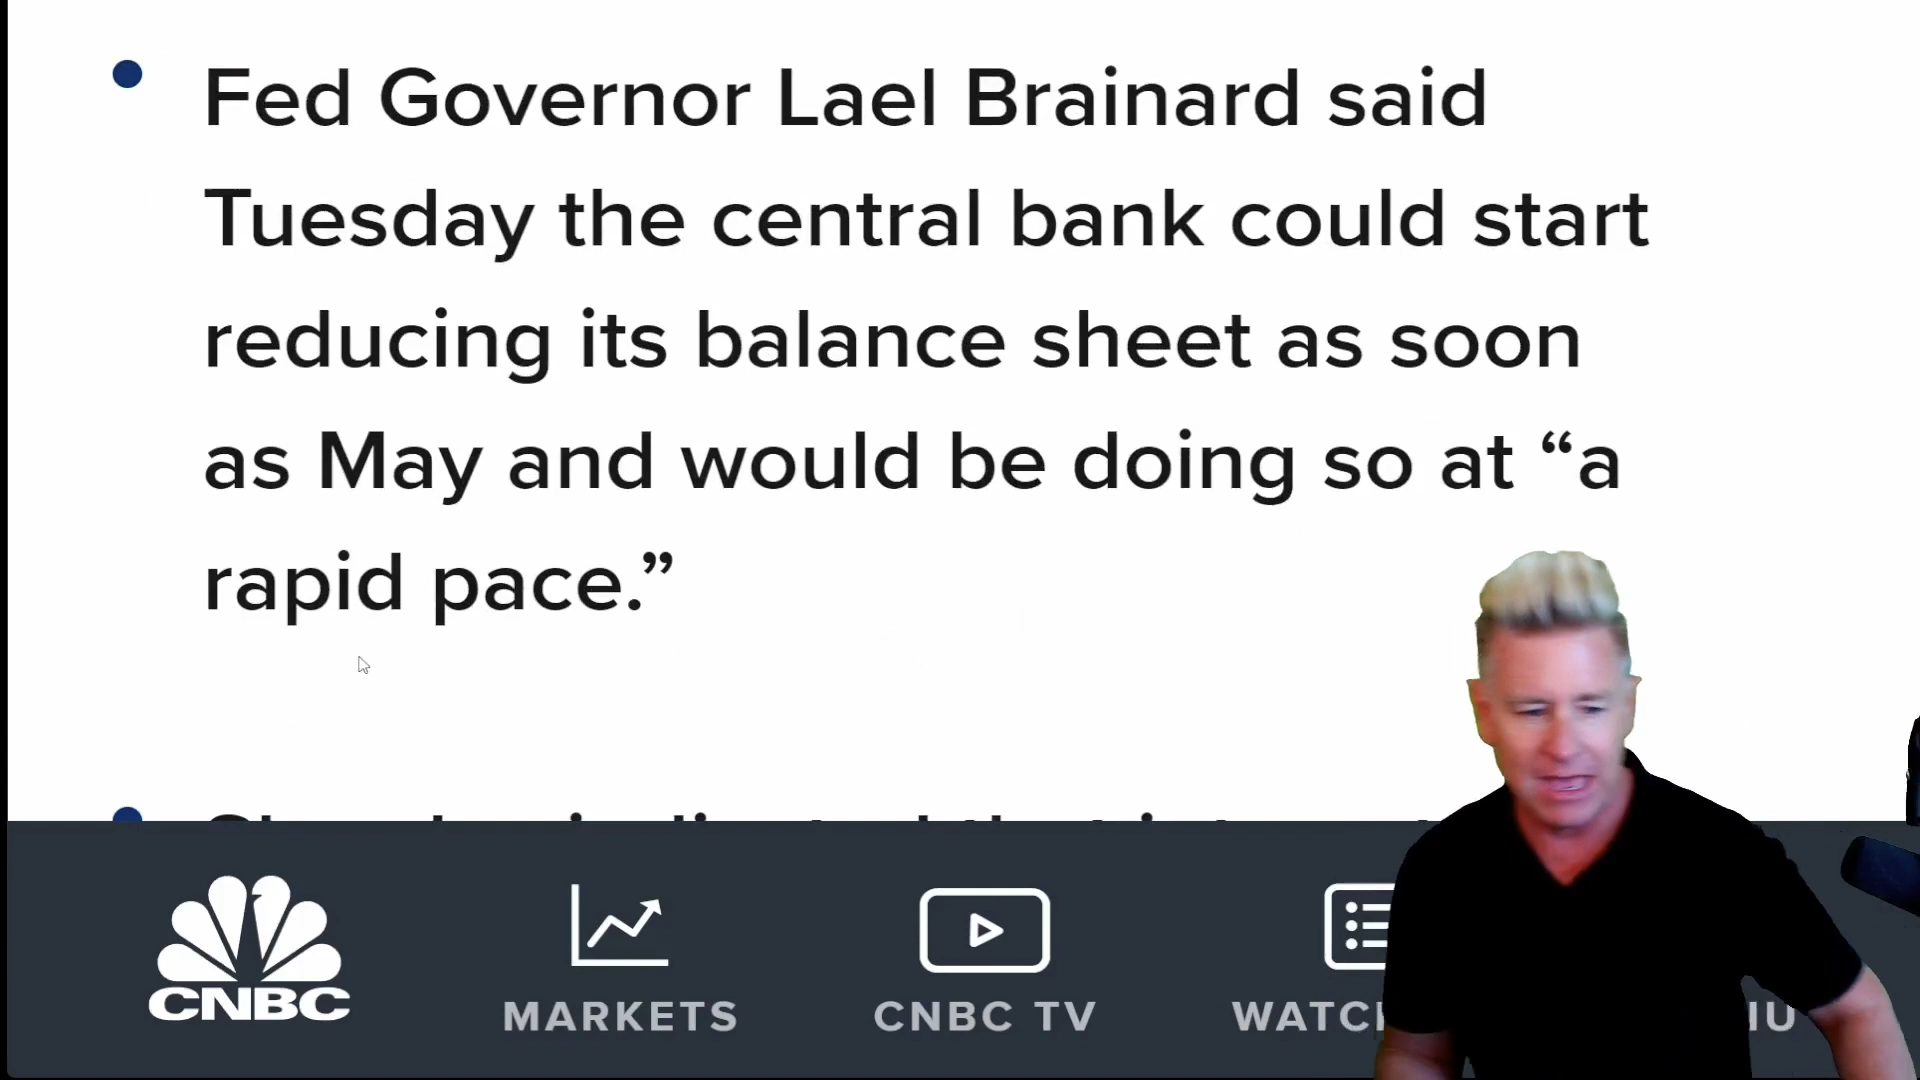 Fed Governor Lael Brainard said
Tuesday the central bank could start
reducing its balance sheet as soon
as May and would be doing so at “a
rapid pace.”
CNBC
MARKETS
CNBC TV